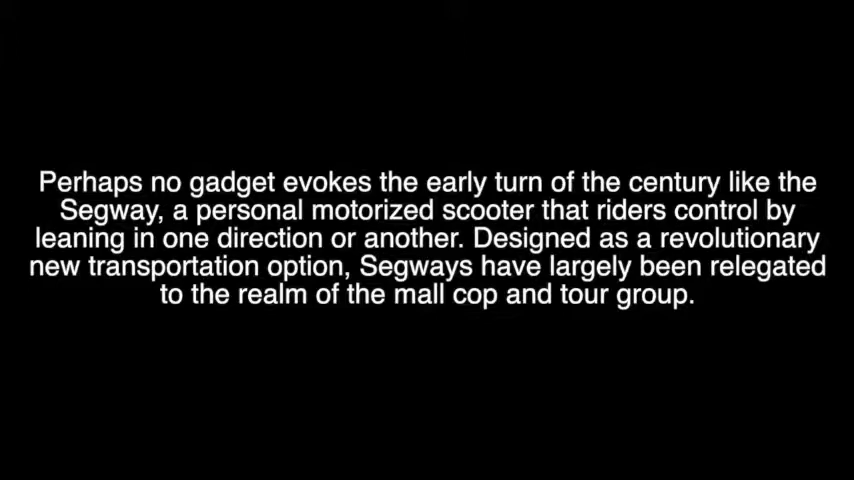 Perhaps no gadget evokes the early turn of the century like the
Segway, a personal motorized scooter that riders control by
leaning in one direction or another. Designed as a revolutionary
new transportation option, Segways have largely been relegated
to the realm of the mall cop and tour group.